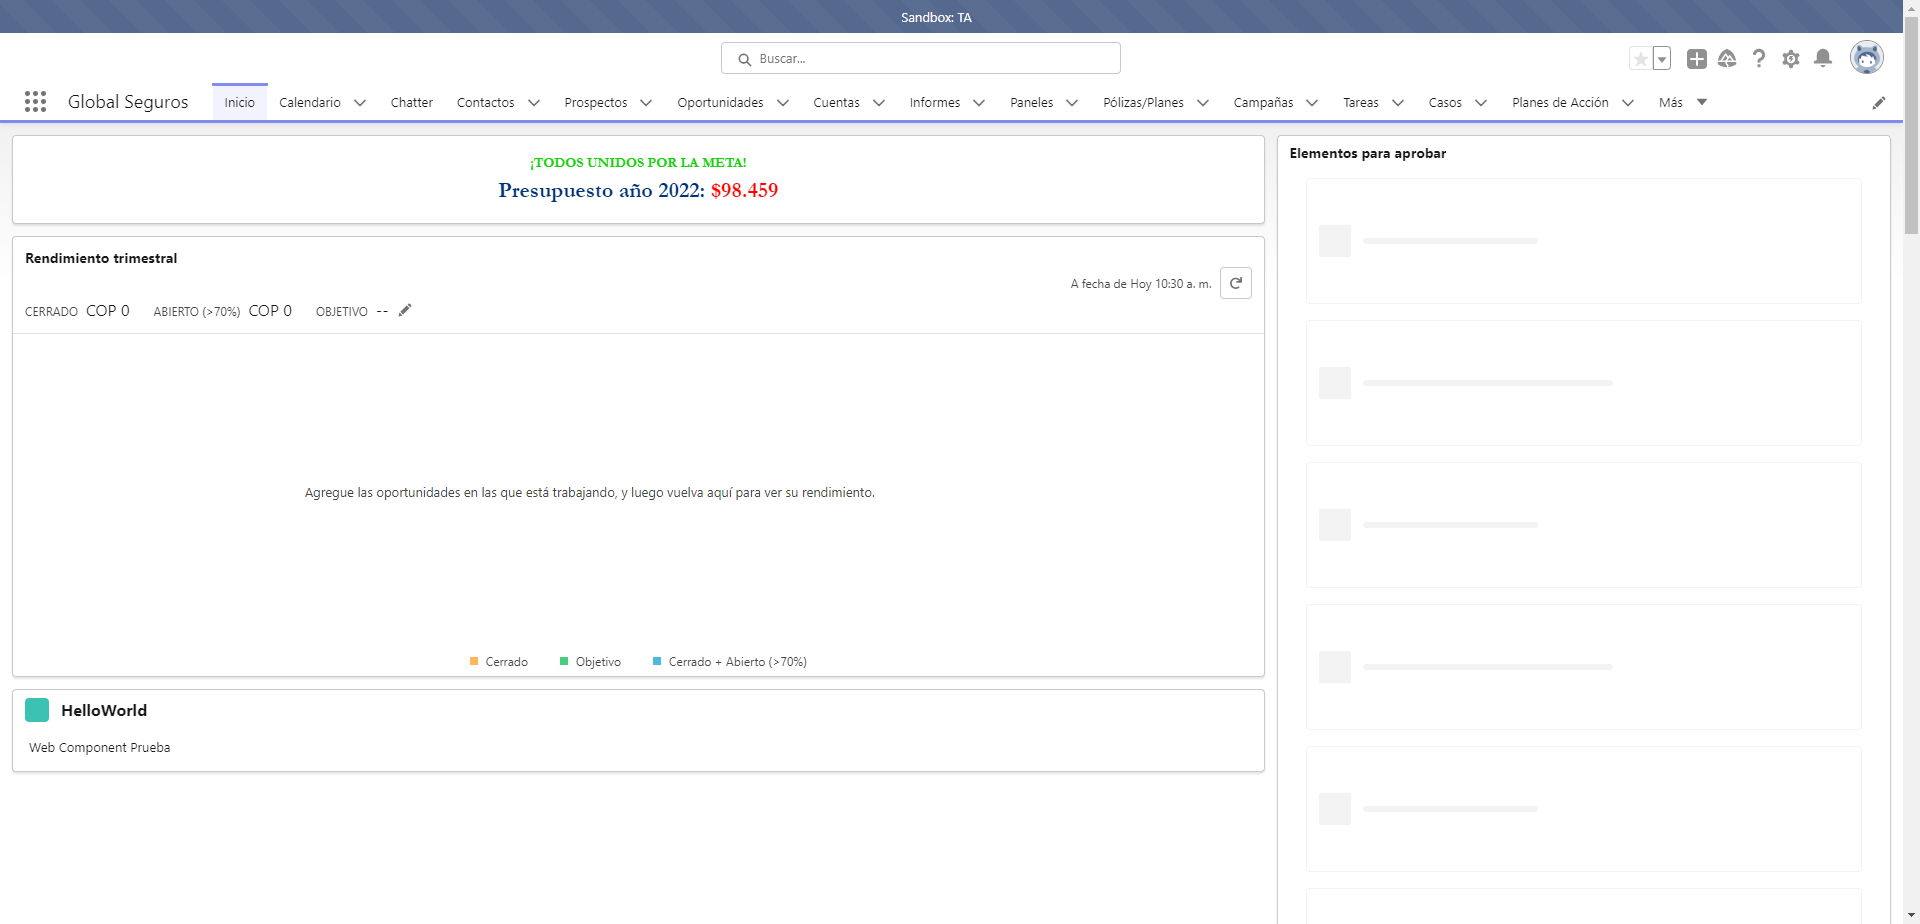 Sandbox: TA
Buscar...
Global Seguros
Inicio
Calendario
Chatter
Contactos
Prospectos
Oportunidades
Cuentas
Informes
Paneles
Pólizas/Planes
Campañas
Tareas
Casos
Planes de Acción
Más
¡TODOS UNIDOS POR LA META!
Presupuesto año 2022: $98.459
Rendimiento trimestral
A fecha de Hoy 10:30 a. m.
CERRADO COP 0 ABIERTO (>70%) COP 0 OBJETIVO --
Agregue las oportunidades en las que está trabajando, y luego vuelva aquí para ver su rendimiento.
Cerrado
Objetivo
Cerrado + Abierto (>70%)
HelloWorld
Web Component Prueba
Elementos para aprobar